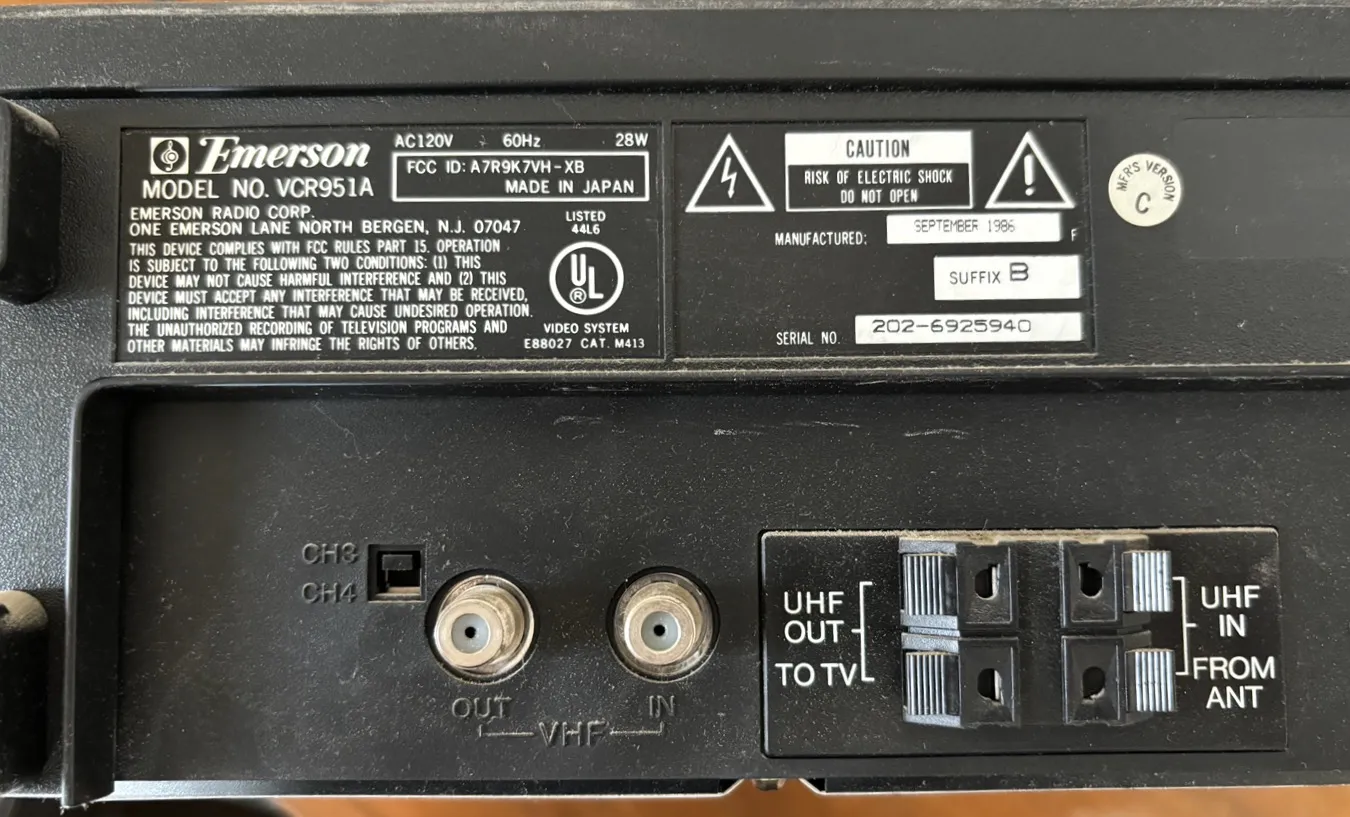 Emerson
MODEL NO. VCR951A
AC120V 60Hz 28W
FCC ID: A7R9K7VH-XB
MADE IN JAPAN
EMERSON RADIO CORP.
ONE EMERSON LANE NORTH BERGEN, N.J. 07047
THIS DEVICE COMPLIES WITH FCC RULES PART 15. OPERATION
IS SUBJECT TO THE FOLLOWING TWO CONDITIONS: (1) THIS
DEVICE MAY NOT CAUSE HARMFUL INTERFERENCE AND (2) THIS
DEVICE MUST ACCEPT ANY INTERFERENCE THAT MAY BE RECEIVED,
INCLUDING INTERFERENCE THAT MAY CAUSE UNDESIRED OPERATION.
THE UNAUTHORIZED RECORDING OF TELEVISION PROGRAMS AND
OTHER MATERIALS MAY INFRINGE THE RIGHTS OF OTHERS.
LISTED
44L6
UL
®
VIDEO SYSTEM
E88027 CAT. M413
CAUTION
RISK OF ELECTRIC SHOCK
DO NOT OPEN
MANUFACTURED: SEPTEMBER 1986 F
SUFFIX B
SERIAL NO. 202-6925940
MFR'S VERSION
C
CH3
CH4
OUT IN
VHF
UHF
OUT
TO TV
UHF
IN
FROM
ANT